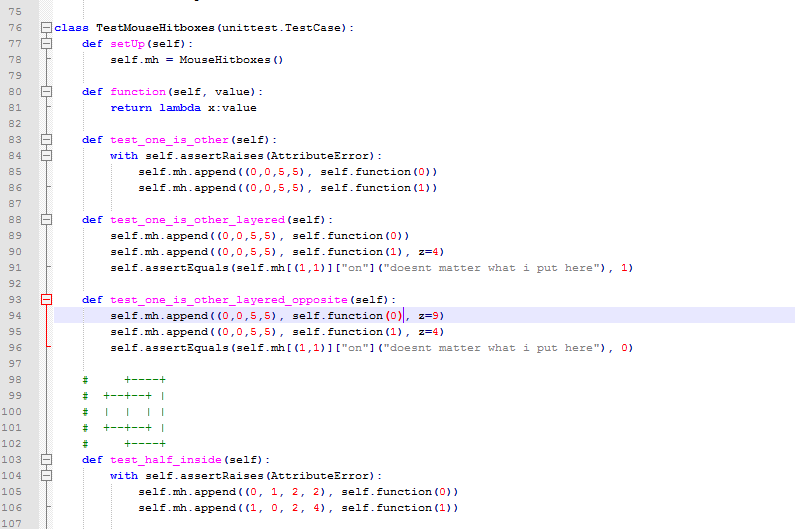 75
76 class TestMouseHitboxes(unittest.TestCase):
77     def setUp(self):
78         self.mh = MouseHitboxes()
79
80     def function(self, value):
81         return lambda x:value
82
83     def test_one_is_other(self):
84         with self.assertRaises(AttributeError):
85             self.mh.append((0,0,5,5), self.function(0))
86             self.mh.append((0,0,5,5), self.function(1))
87
88     def test_one_is_other_layered(self):
89         self.mh.append((0,0,5,5), self.function(0))
90         self.mh.append((0,0,5,5), self.function(1), z=4)
91         self.assertEquals(self.mh[(1,1)]["on"]("doesnt matter what i put here"), 1)
92
93     def test_one_is_other_layered_opposite(self):
94         self.mh.append((0,0,5,5), self.function(0), z=9)
95         self.mh.append((0,0,5,5), self.function(1), z=4)
96         self.assertEquals(self.mh[(1,1)]["on"]("doesnt matter what i put here"), 0)
97
98     #     +----+
99     #  +--+--+ |
100     #  |  |  | |
101     #  +--+--+ |
102     #     +----+
103     def test_half_inside(self):
104         with self.assertRaises(AttributeError):
105             self.mh.append((0, 1, 2, 2), self.function(0))
106             self.mh.append((1, 0, 2, 4), self.function(1))
107